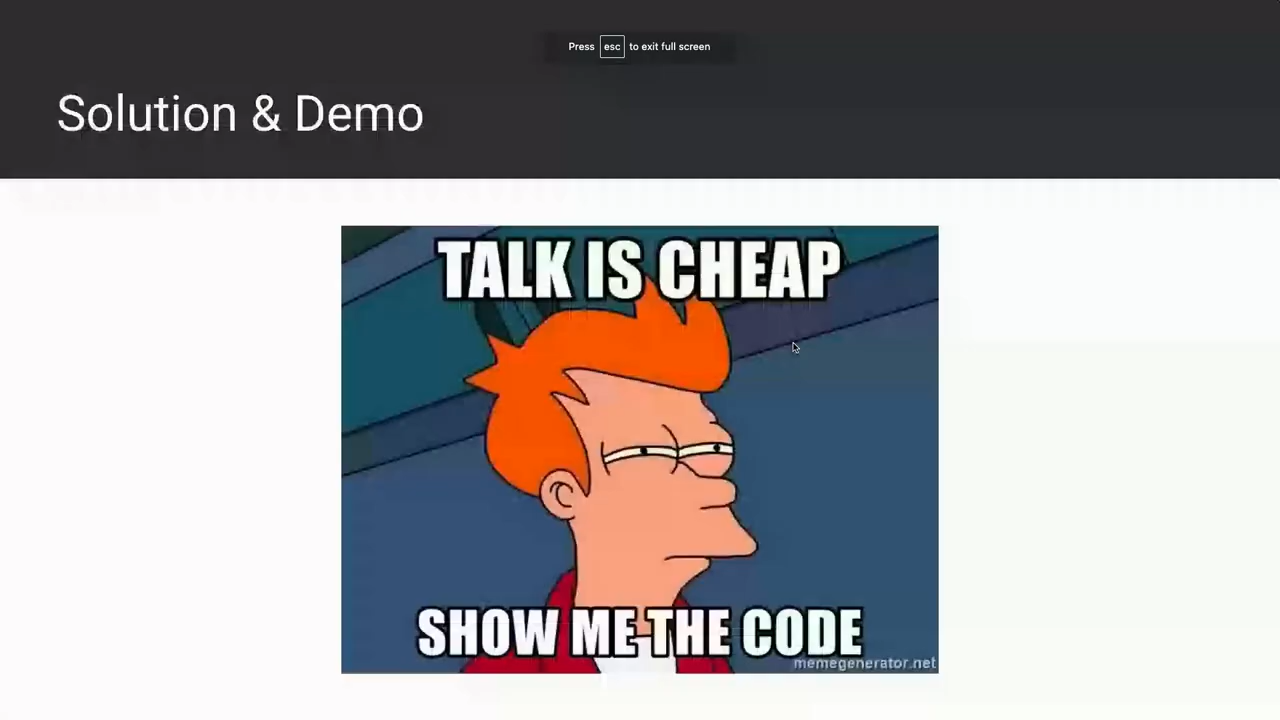 Press esc to exit full screen
Solution & Demo
TALK IS CHEAP
SHOW ME THE CODE
memegenerator.net